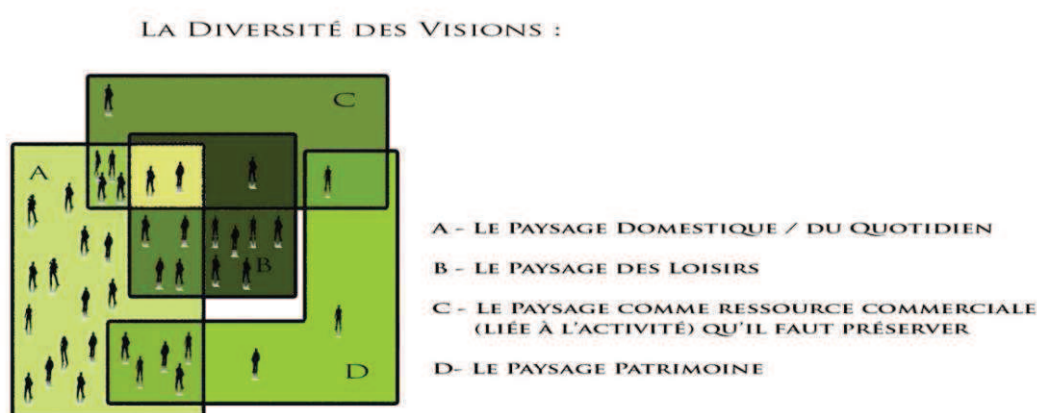 La Diversité des Visions :
C
A
B
D
A - Le Paysage Domestique / du Quotidien
B - Le Paysage des Loisirs
C - Le Paysage comme ressource commerciale
(liée à l'activité) qu'il faut préserver
D- Le Paysage Patrimoine